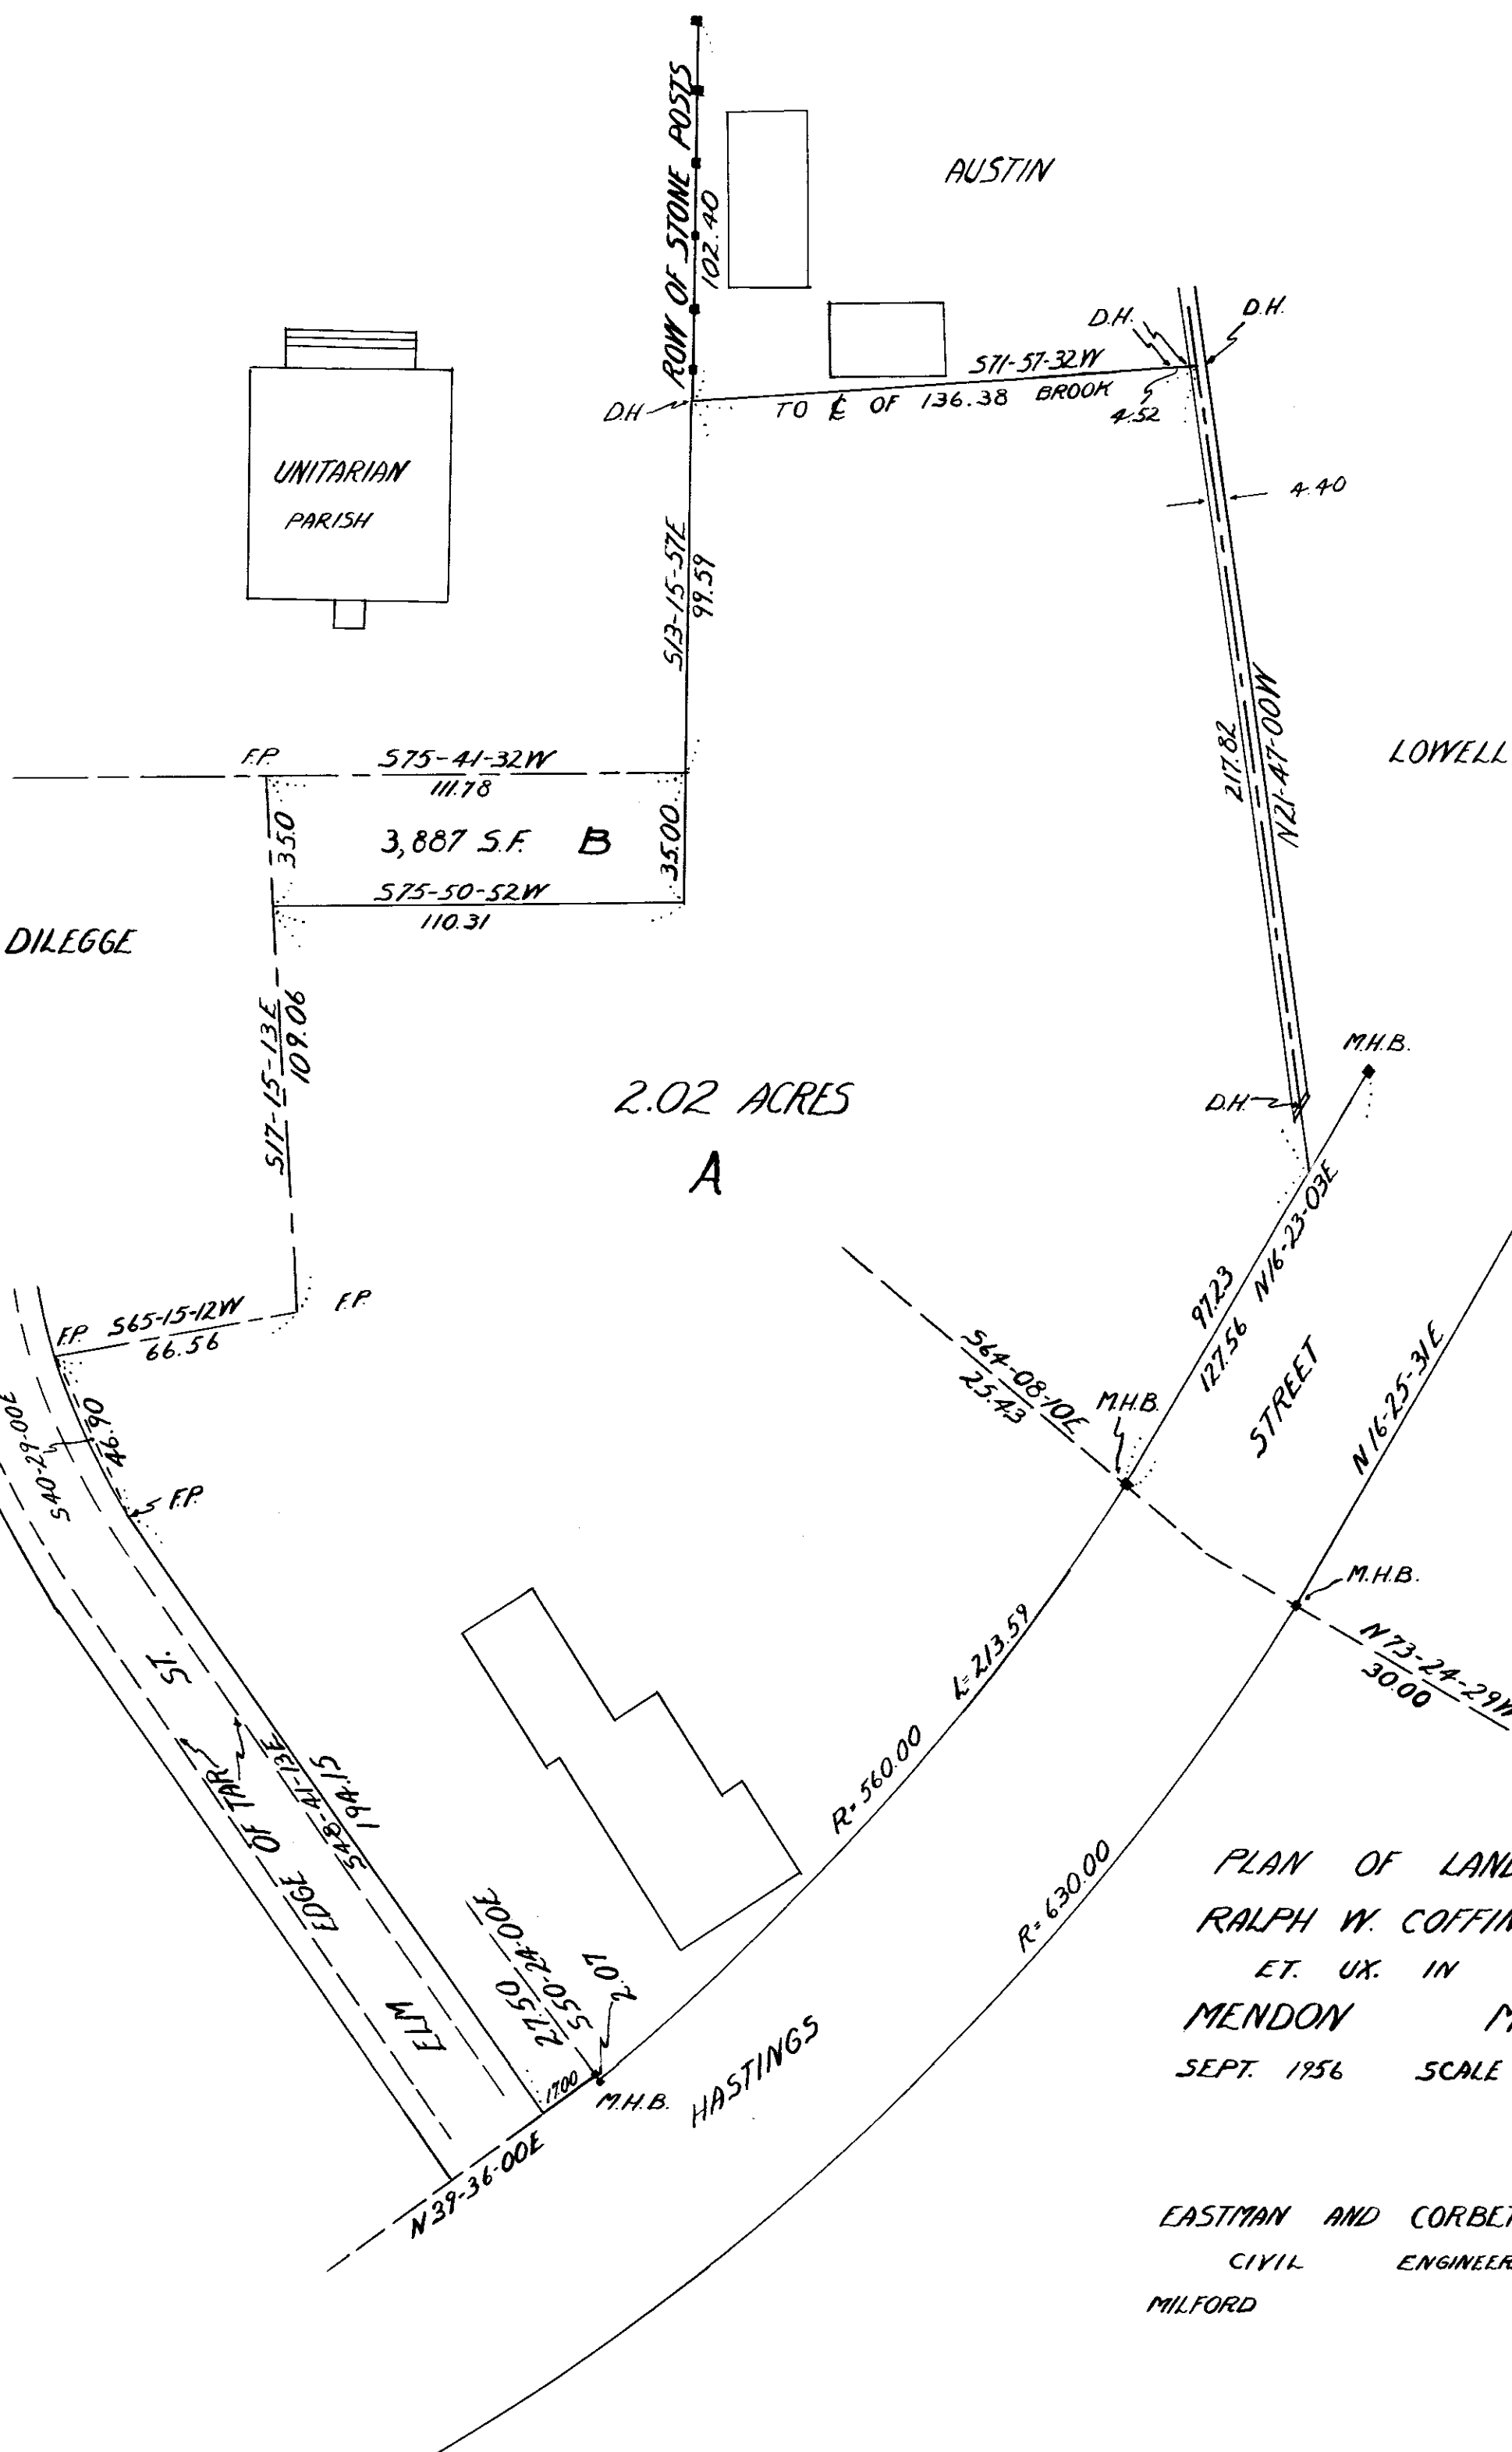 ROW OF STONE POSTS
102.40
AUSTIN
D.H.
D.H.
S71-57-32W
D.H
TO ℄ OF 136.38 BROOK
4.52
UNITARIAN
PARISH
4.40
S13-15-57E
99.59
217.82
N21-47-00W
LOWELL
F.P.
S75-41-32W
111.78
35.0
3,887 S.F. B
35.00
S75-50-52W
110.31
DILEGGE
S17-15-13E
109.06
M.H.B.
2.02 ACRES
D.H.
A
97.23
127.56 N16-23-03E
F.P. S65-15-12W
66.56
F.P.
S64-08-10E
25.43
M.H.B.
STREET
N16-25-31E
S40-29-00E
46.90
F.P.
M.H.B.
N73-24-29W
30.00
ST.
L=213.59
R=560.00
EDGE OF TAR
S48-41-13E
194.15
R=630.00
ELM
27.50
S50-24-00E
2.07
17.00
M.H.B.
HASTINGS
N39-36-00E
PLAN OF LAN
RALPH W. COFFIN
ET. UX. IN
MENDON M
SEPT. 1956 SCALE
EASTMAN AND CORBET
CIVIL ENGINEER
MILFORD